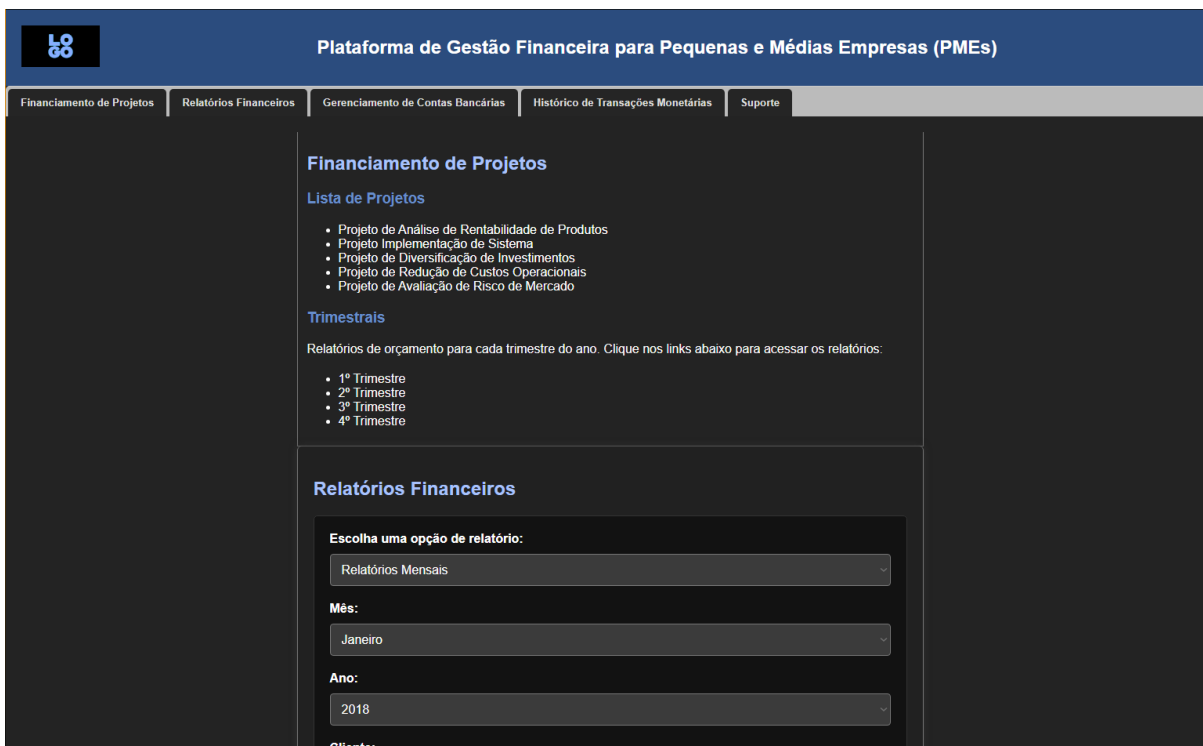 LO
GO
Plataforma de Gestão Financeira para Pequenas e Médias Empresas (PMEs)
Financiamento de Projetos
Relatórios Financeiros
Gerenciamento de Contas Bancárias
Histórico de Transações Monetárias
Suporte
Financiamento de Projetos
Lista de Projetos
Projeto de Análise de Rentabilidade de Produtos
Projeto Implementação de Sistema
Projeto de Diversificação de Investimentos
Projeto de Redução de Custos Operacionais
Projeto de Avaliação de Risco de Mercado
Trimestrais
Relatórios de orçamento para cada trimestre do ano. Clique nos links abaixo para acessar os relatórios:
1º Trimestre
2º Trimestre
3º Trimestre
4º Trimestre
Relatórios Financeiros
Escolha uma opção de relatório:
Relatórios Mensais
Mês:
Janeiro
Ano:
2018
Cliente: